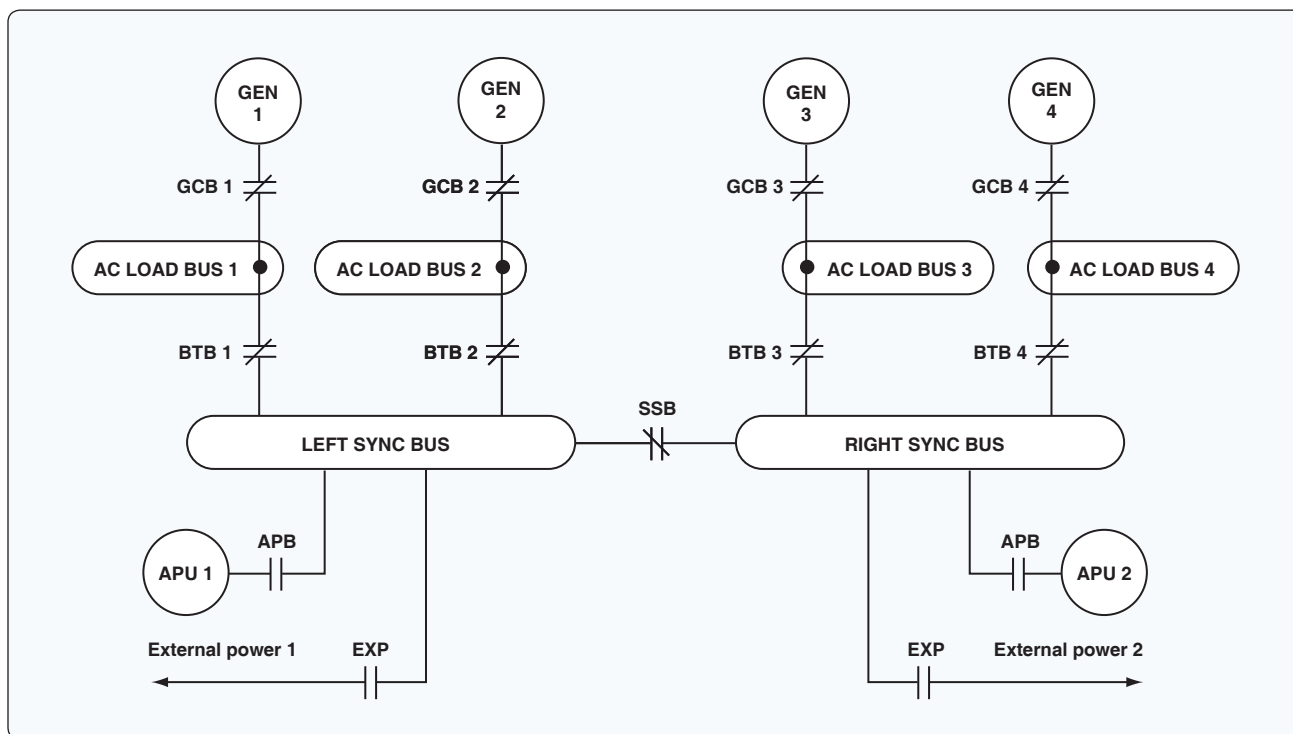 GEN
1
GEN
2
GEN
3
GEN
4
GCB 1
GCB 2
GCB 3
GCB 4
AC LOAD BUS 1
AC LOAD BUS 2
AC LOAD BUS 3
AC LOAD BUS 4
BTB 1
BTB 2
BTB 3
BTB 4
SSB
LEFT SYNC BUS
RIGHT SYNC BUS
APB
APB
APU 1
APU 2
External power 1
EXP
EXP
External power 2